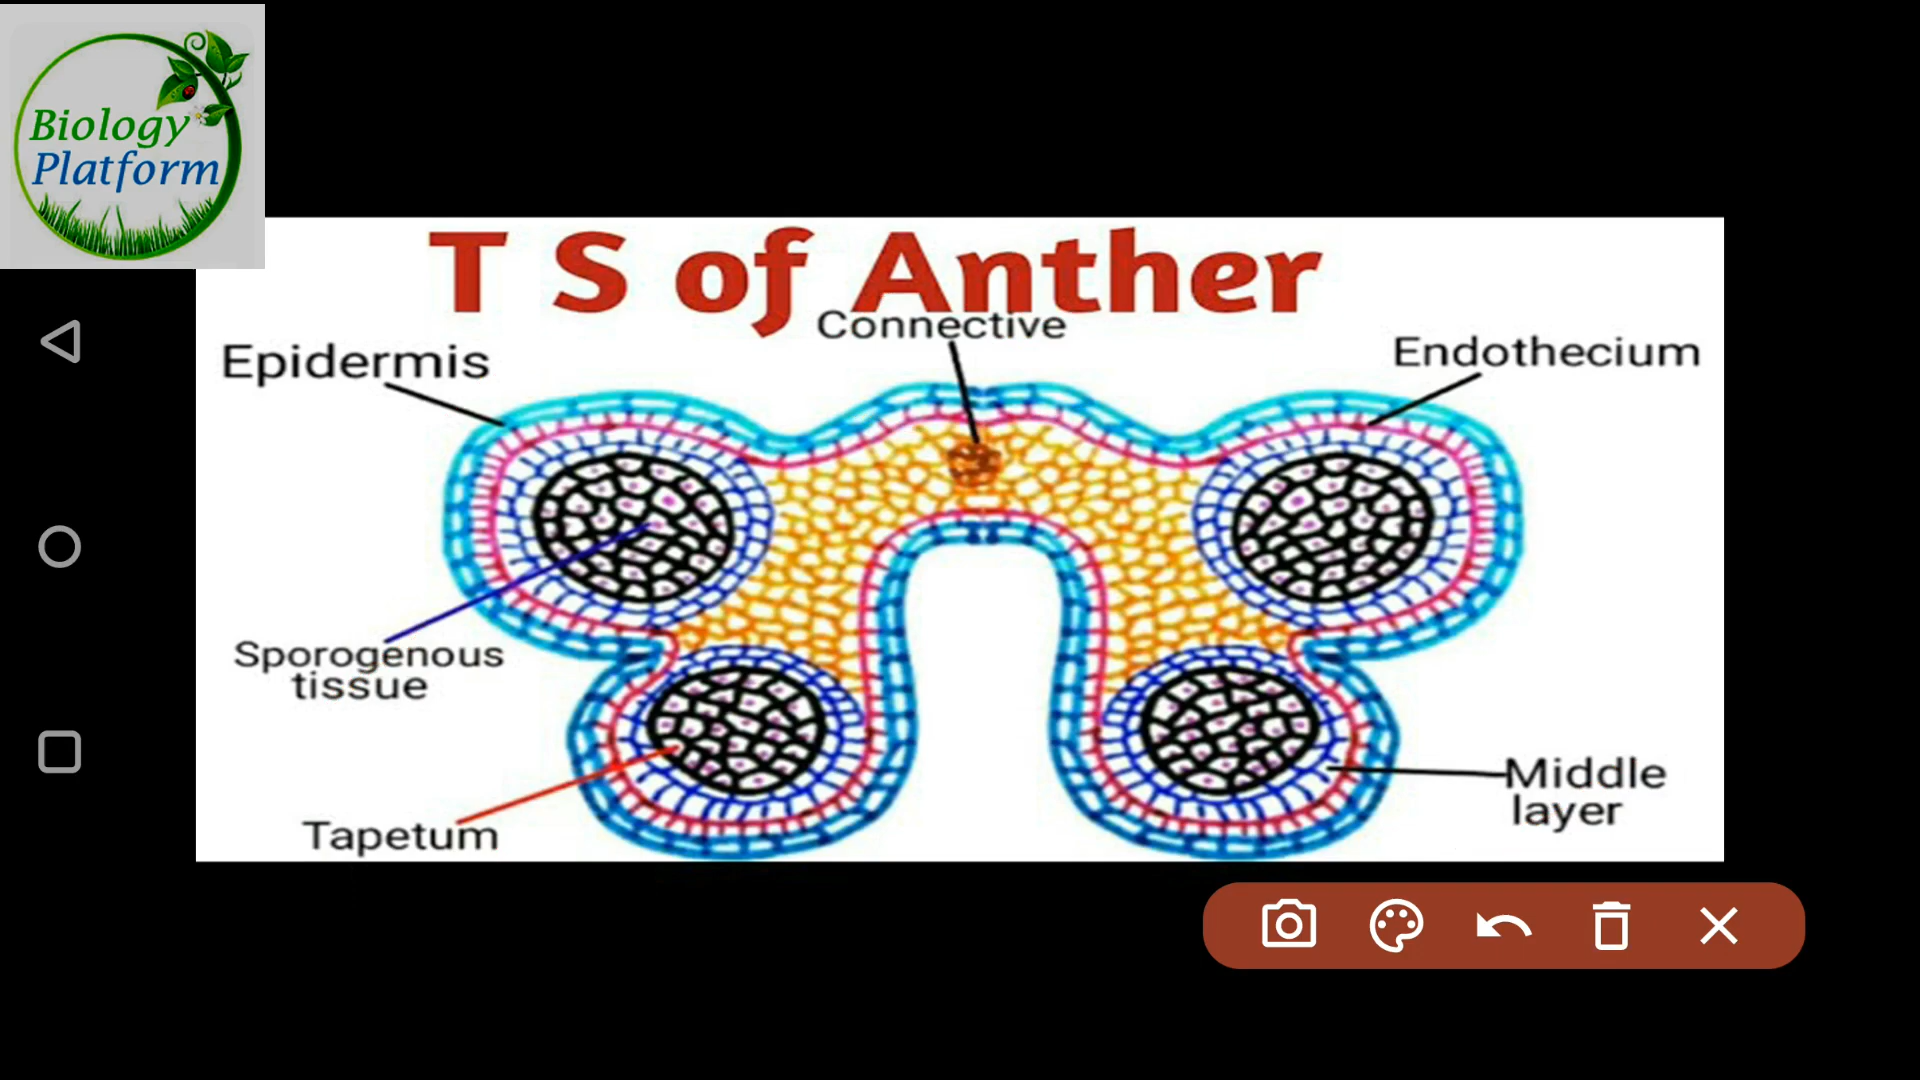 Biology
Platform
T S of Anther
Connective
Epidermis
Endothecium
Sporogenous
tissue
Tapetum
Middle
layer